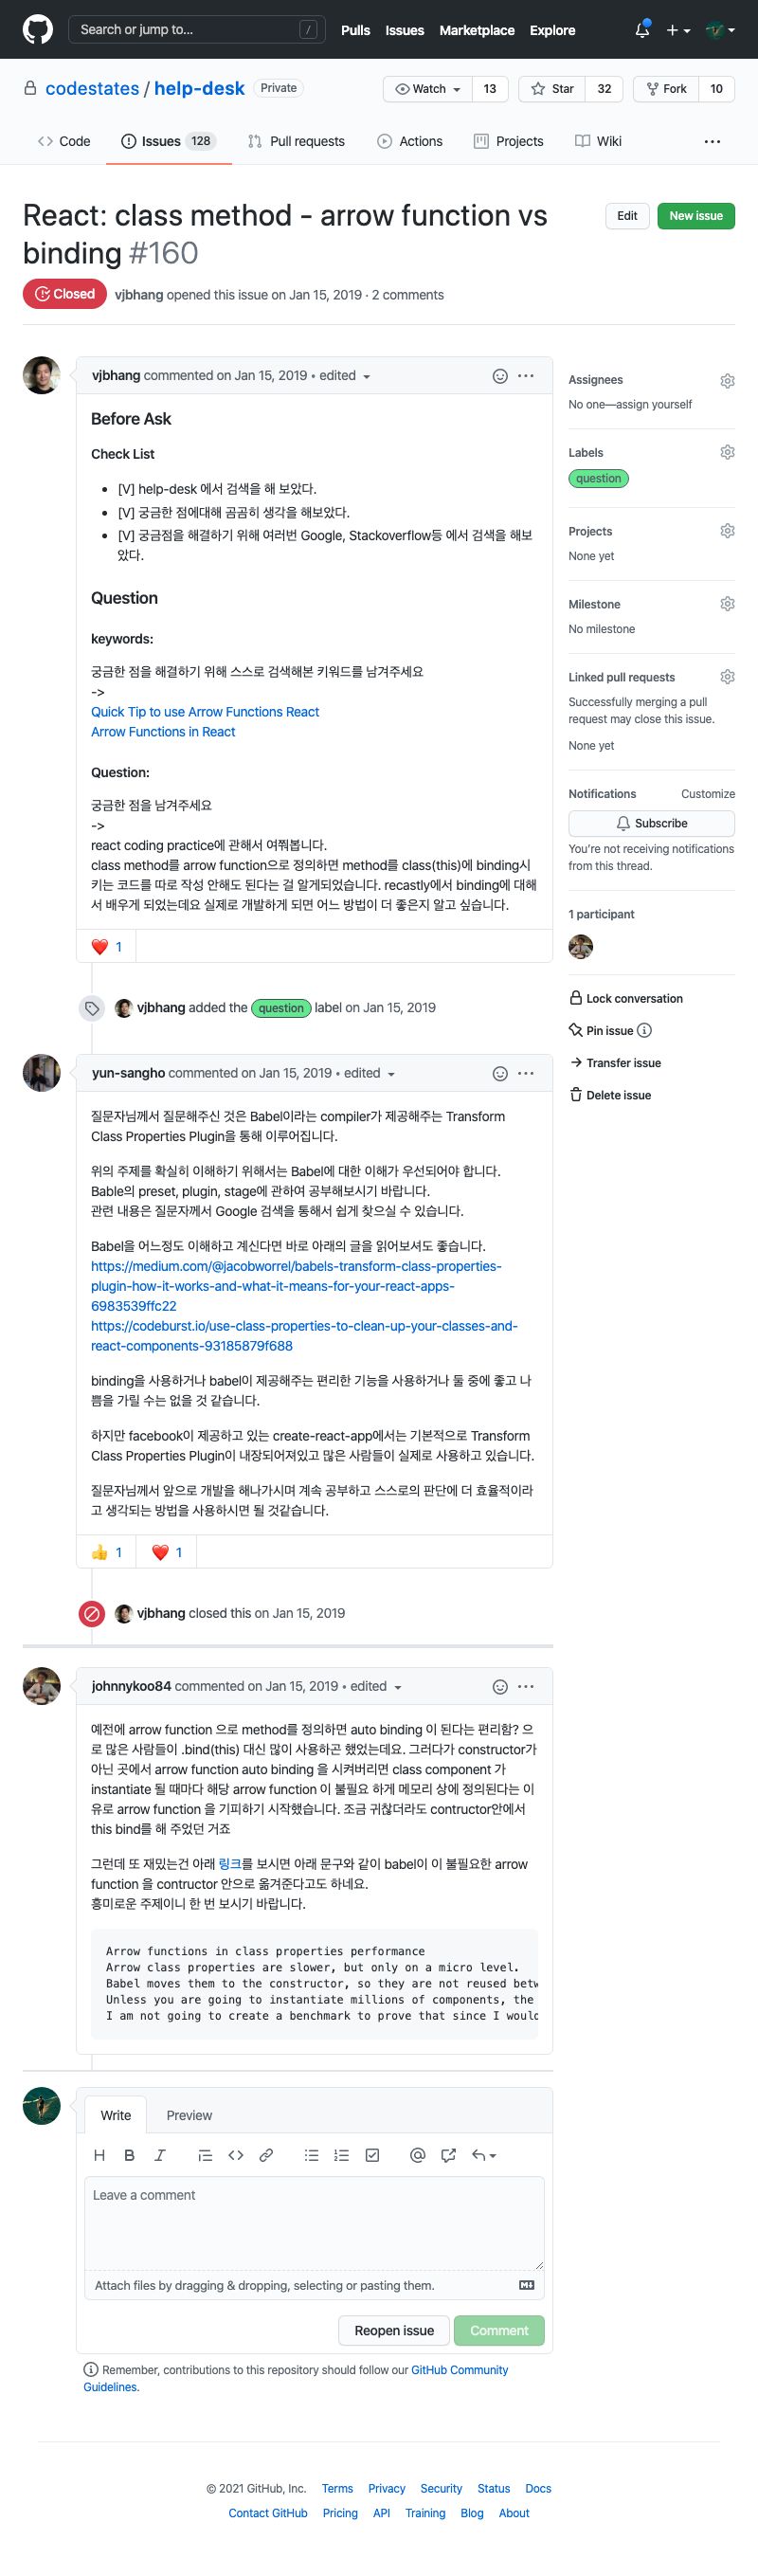 Search or jump to...
/
Pulls
Issues
Marketplace
Explore
codestates / help-desk
Private
Watch
13
Star
32
Fork
10
Code
Issues 128
Pull requests
Actions
Projects
Wiki
React: class method - arrow function vs
binding #160
Edit
New issue
Closed
vjbhang opened this issue on Jan 15, 2019 · 2 comments
vjbhang commented on Jan 15, 2019 • edited
Before Ask
Check List
• [V] help-desk 에서 검색을 해 보았다.
• [V] 궁금한 점에대해 곰곰히 생각을 해보았다.
• [V] 궁금점을 해결하기 위해 여러번 Google, Stackoverflow등 에서 검색을 해보
았다.
Question
keywords:
궁금한 점을 해결하기 위해 스스로 검색해본 키워드를 남겨주세요
->
Quick Tip to use Arrow Functions React
Arrow Functions in React
Question:
궁금한 점을 남겨주세요
->
react coding practice에 관해서 여쭤봅니다.
class method를 arrow function으로 정의하면 method를 class(this)에 binding시
키는 코드를 따로 작성 안해도 된다는 걸 알게되었습니다. recastly에서 binding에 대해
서 배우게 되었는데요 실제로 개발하게 되면 어느 방법이 더 좋은지 알고 싶습니다.
❤️ 1
vjbhang added the question label on Jan 15, 2019
yun-sangho commented on Jan 15, 2019 • edited
질문자님께서 질문해주신 것은 Babel이라는 compiler가 제공해주는 Transform
Class Properties Plugin을 통해 이루어집니다.
위의 주제를 확실히 이해하기 위해서는 Babel에 대한 이해가 우선되어야 합니다.
Bable의 preset, plugin, stage에 관하여 공부해보시기 바랍니다.
관련 내용은 질문자께서 Google 검색을 통해서 쉽게 찾으실 수 있습니다.
Babel을 어느정도 이해하고 계신다면 바로 아래의 글을 읽어보셔도 좋습니다.
https://medium.com/@jacobworrel/babels-transform-class-properties-
plugin-how-it-works-and-what-it-means-for-your-react-apps-
6983539ffc22
https://codeburst.io/use-class-properties-to-clean-up-your-classes-and-
react-components-93185879f688
binding을 사용하거나 babel이 제공해주는 편리한 기능을 사용하거나 둘 중에 좋고 나
쁨을 가릴 수는 없을 것 같습니다.
하지만 facebook이 제공하고 있는 create-react-app에서는 기본적으로 Transform
Class Properties Plugin이 내장되어져있고 많은 사람들이 실제로 사용하고 있습니다.
질문자님께서 앞으로 개발을 해나가시며 계속 공부하고 스스로의 판단에 더 효율적이라
고 생각되는 방법을 사용하시면 될 것같습니다.
👍 1
❤️ 1
vjbhang closed this on Jan 15, 2019
johnnykoo84 commented on Jan 15, 2019 • edited
예전에 arrow function 으로 method를 정의하면 auto binding 이 된다는 편리함? 으
로 많은 사람들이 .bind(this) 대신 많이 사용하곤 했었는데요. 그러다가 constructor가
아닌 곳에서 arrow function auto binding 을 시켜버리면 class component 가
instantiate 될 때마다 해당 arrow function 이 불필요 하게 메모리 상에 정의된다는 이
유로 arrow function 을 기피하기 시작했습니다. 조금 귀찮더라도 contructor안에서
this bind를 해 주었던 거죠
그런데 또 재밌는건 아래 링크를 보시면 아래 문구와 같이 babel이 이 불필요한 arrow
function 을 contructor 안으로 옮겨준다고도 하네요.
흥미로운 주제이니 한 번 보시기 바랍니다.
Arrow functions in class properties performance
Arrow class properties are slower, but only on a micro level.
Babel moves them to the constructor, so they are not reused betw
Unless you are going to instantiate millions of components, the
I am not going to create a benchmark to prove that since I would
Write
Preview
Leave a comment
Attach files by dragging & dropping, selecting or pasting them.
Reopen issue
Comment
Remember, contributions to this repository should follow our GitHub Community
Guidelines.
Assignees
No one—assign yourself
Labels
question
Projects
None yet
Milestone
No milestone
Linked pull requests
Successfully merging a pull
request may close this issue.
None yet
Notifications
Customize
Subscribe
You're not receiving notifications
from this thread.
1 participant
Lock conversation
Pin issue
Transfer issue
Delete issue
© 2021 GitHub, Inc.
Terms
Privacy
Security
Status
Docs
Contact GitHub
Pricing
API
Training
Blog
About